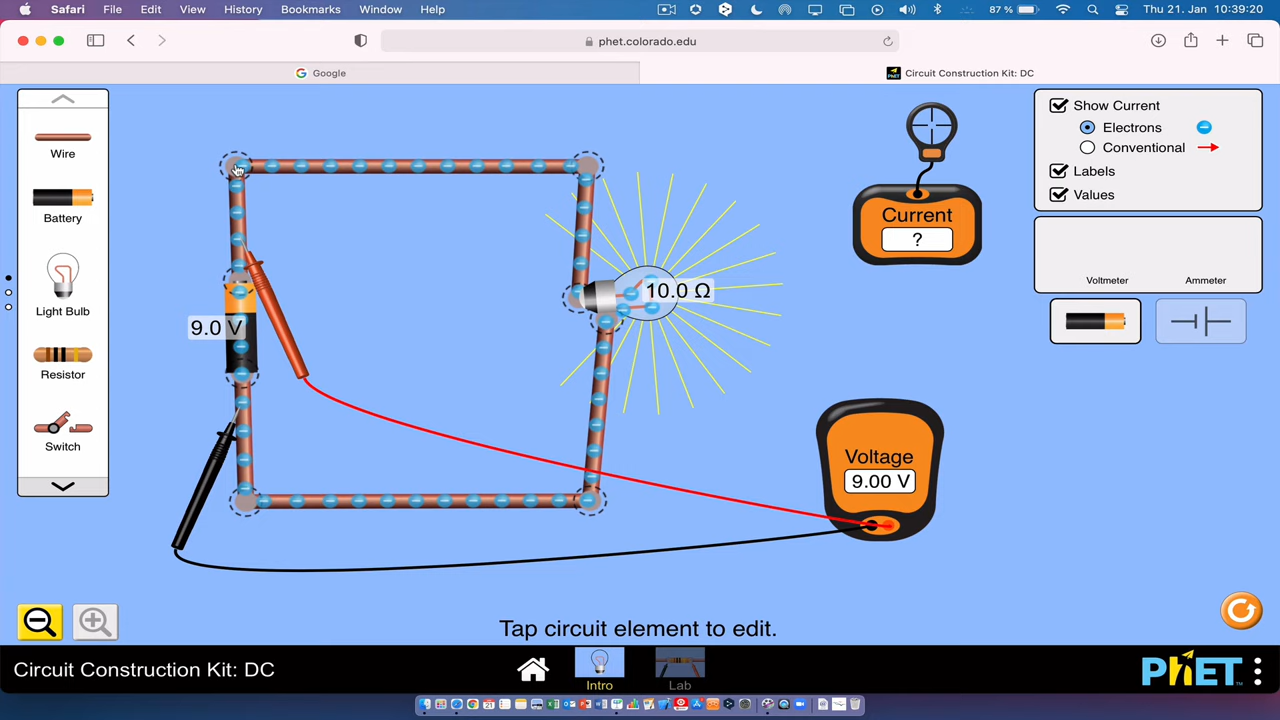 Safari File Edit View History Bookmarks Window Help 87 % Thu 21. Jan 10:39:20
phet.colorado.edu
Google
PhET Circuit Construction Kit: DC
Wire
Battery
Light Bulb
Resistor
Switch
9.0 V
10.0 Ω
Current
?
Voltage
9.00 V
Show Current
Electrons
Conventional
Labels
Values
Voltmeter Ammeter
Tap circuit element to edit.
Circuit Construction Kit: DC
Intro
Lab
PhET